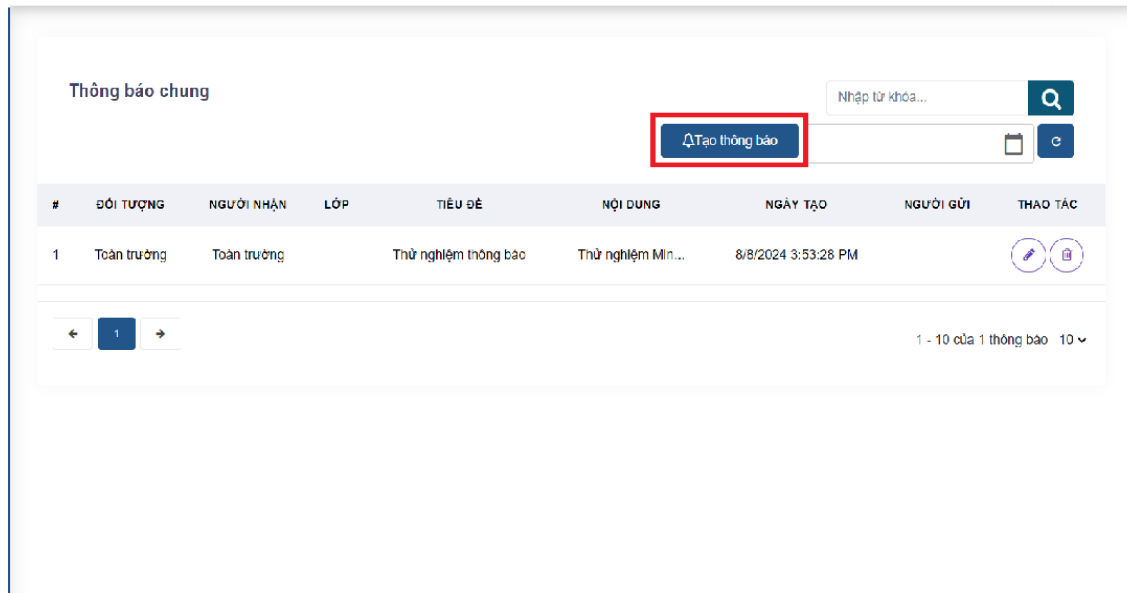 Thông báo chung
Nhập từ khóa...
Tạo thông báo
# ĐỐI TƯỢNG NGƯỜI NHẬN LỚP TIÊU ĐỀ NỘI DUNG NGÀY TẠO NGƯỜI GỬI THAO TÁC
1 Toàn trường Toàn trường Thử nghiệm thông báo Thử nghiệm Min... 8/8/2024 3:53:28 PM
1
1 - 10 của 1 thông báo 10